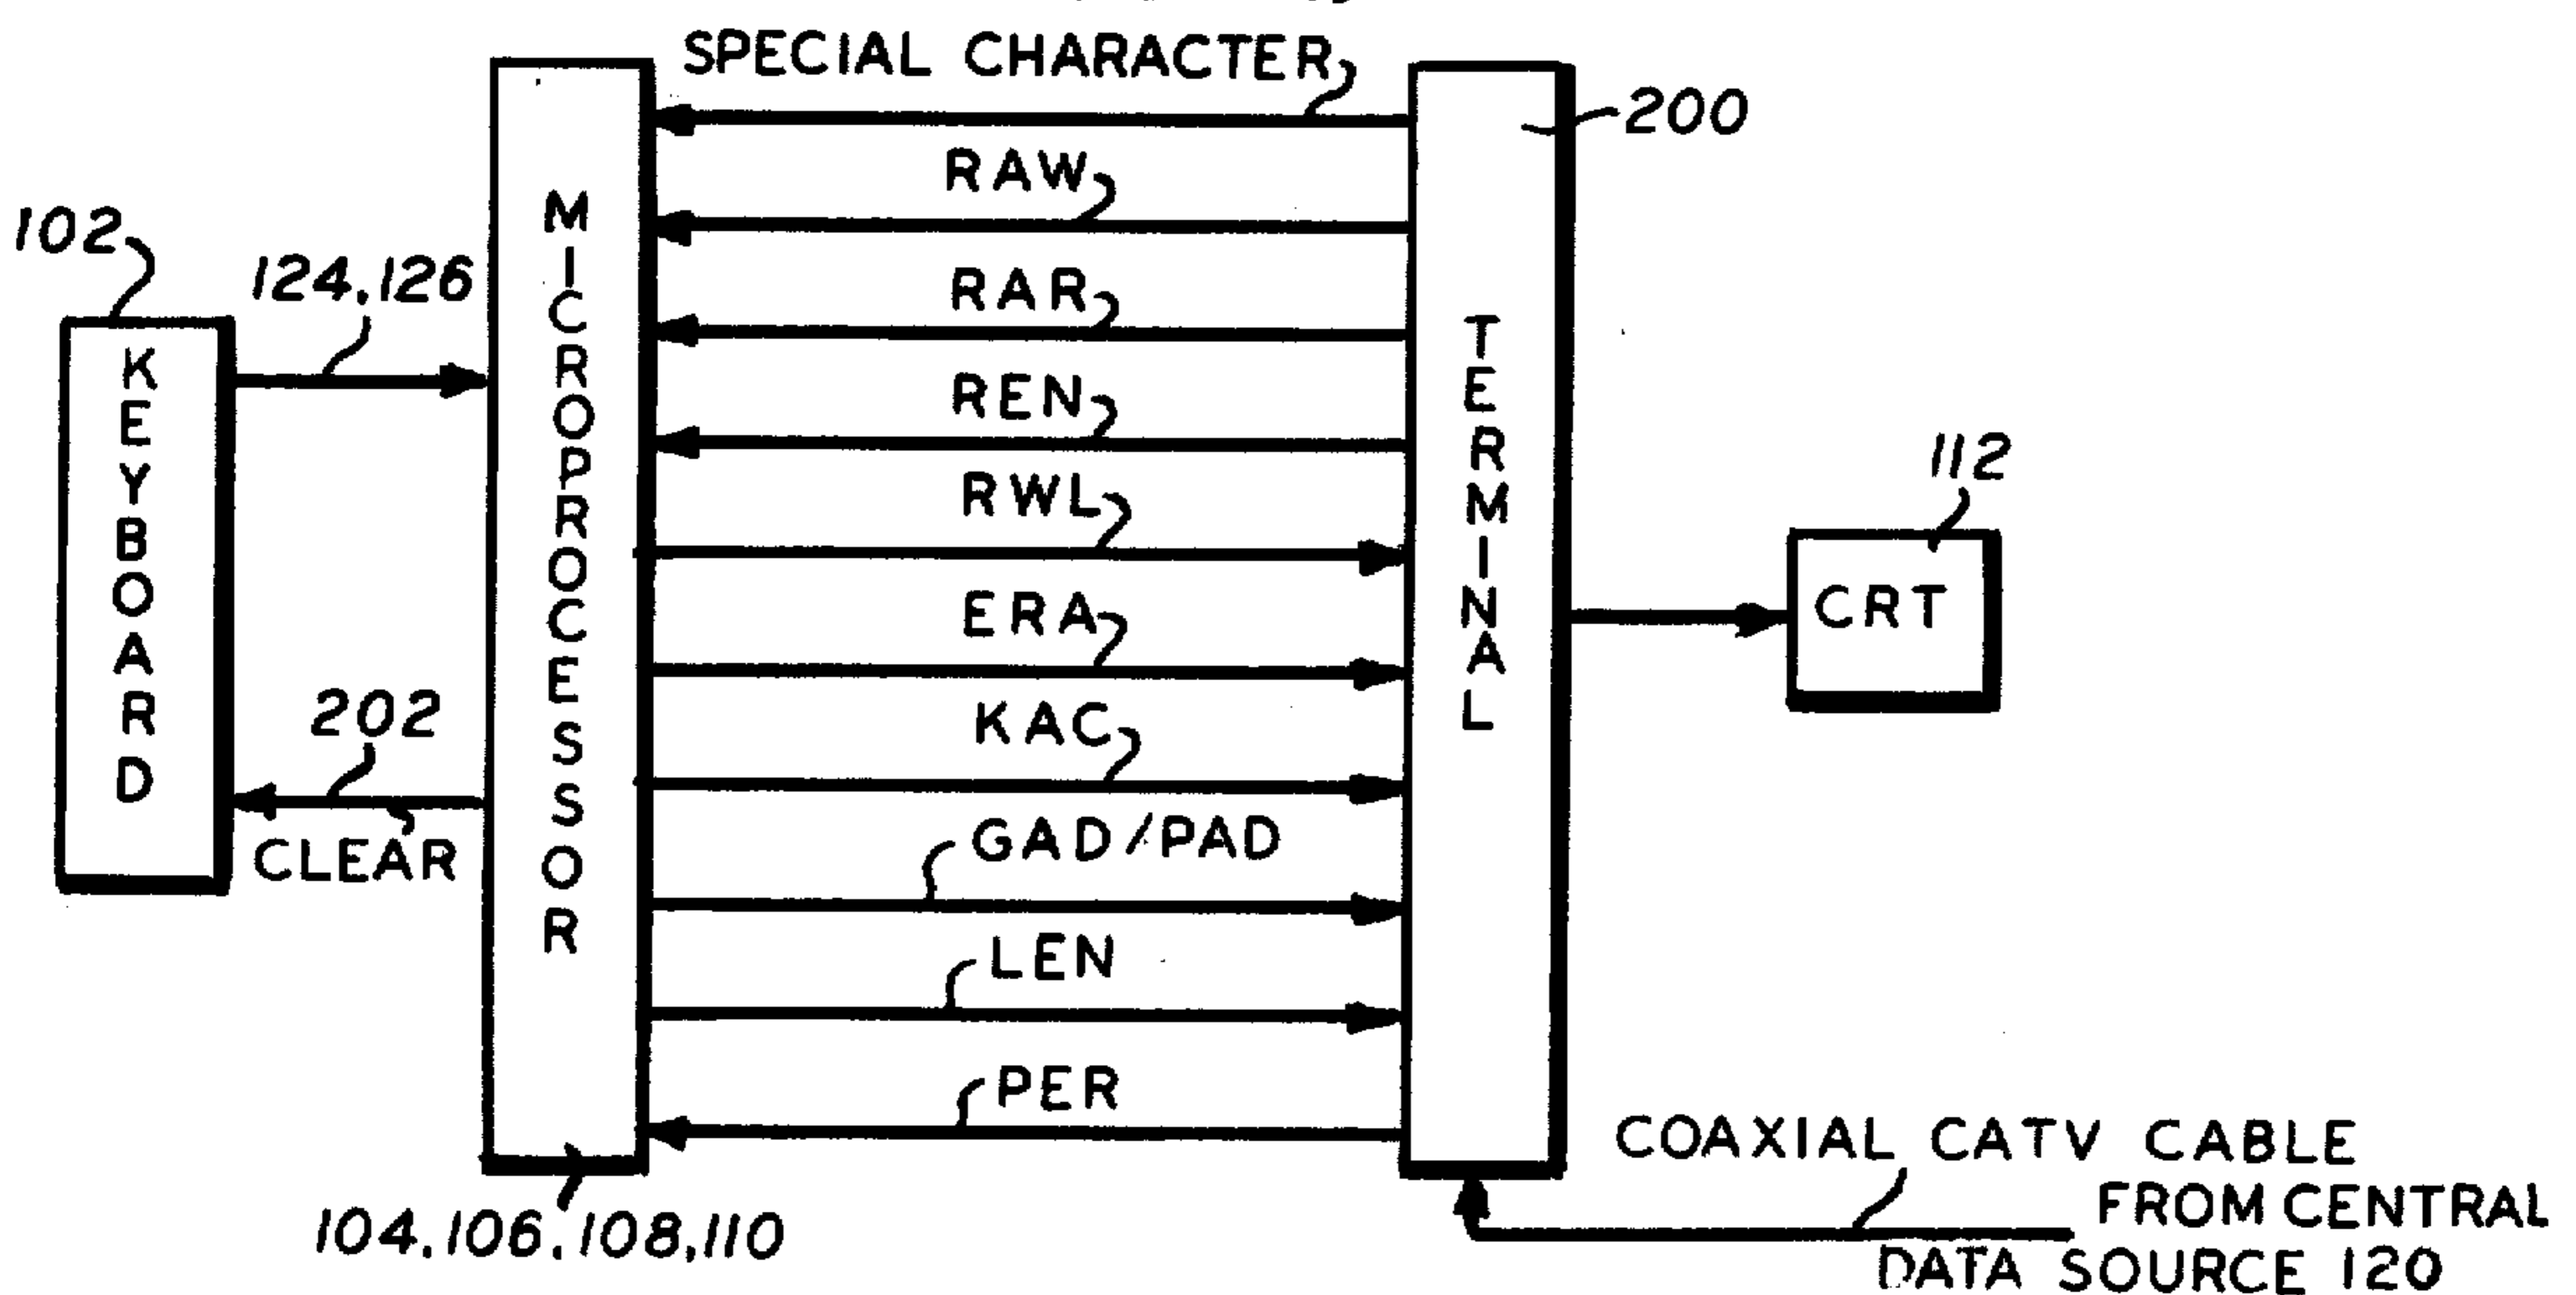 SPECIAL CHARACTER
200
RAW
102
124,126
RAR
REN
RWL
112
ERA
CRT
KAC
202
CLEAR
GAD/PAD
LEN
PER
KEYBOARD
MICROPROCESSOR
TERMINAL
104,106,108,110
COAXIAL CATV CABLE
FROM CENTRAL
DATA SOURCE 120